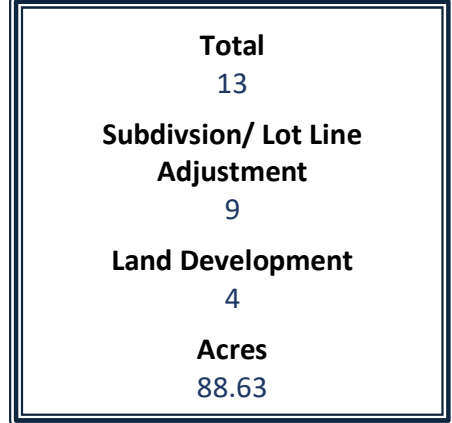 Total
13
Subdivsion/ Lot Line
Adjustment
9
Land Development
4
Acres
88.63